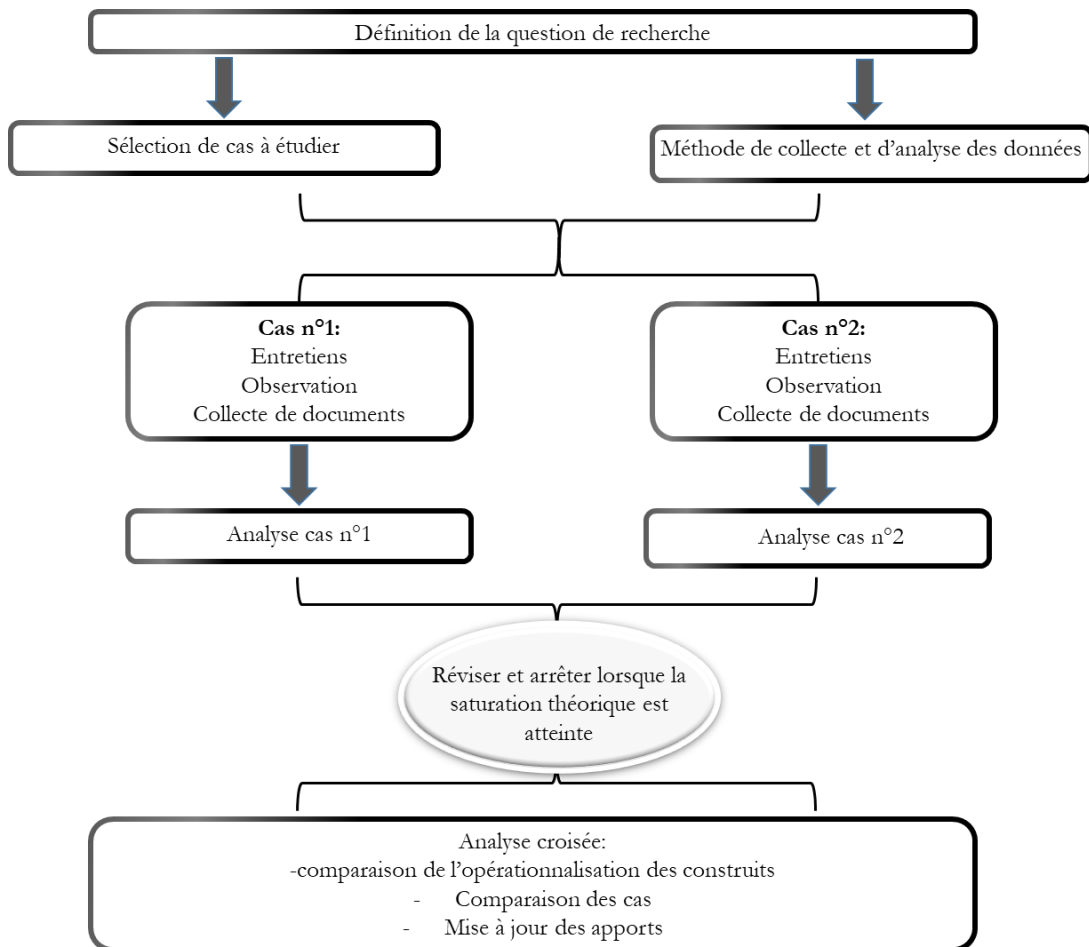 Définition de la question de recherche
Sélection de cas à étudier
Méthode de collecte et d’analyse des données
Cas n°1:
Entretiens
Observation
Collecte de documents
Cas n°2:
Entretiens
Observation
Collecte de documents
Analyse cas n°1
Analyse cas n°2
Réviser et arrêter lorsque la
saturation théorique est
atteinte
Analyse croisée:
-comparaison de l’opérationnalisation des construits
- Comparaison des cas
- Mise à jour des apports